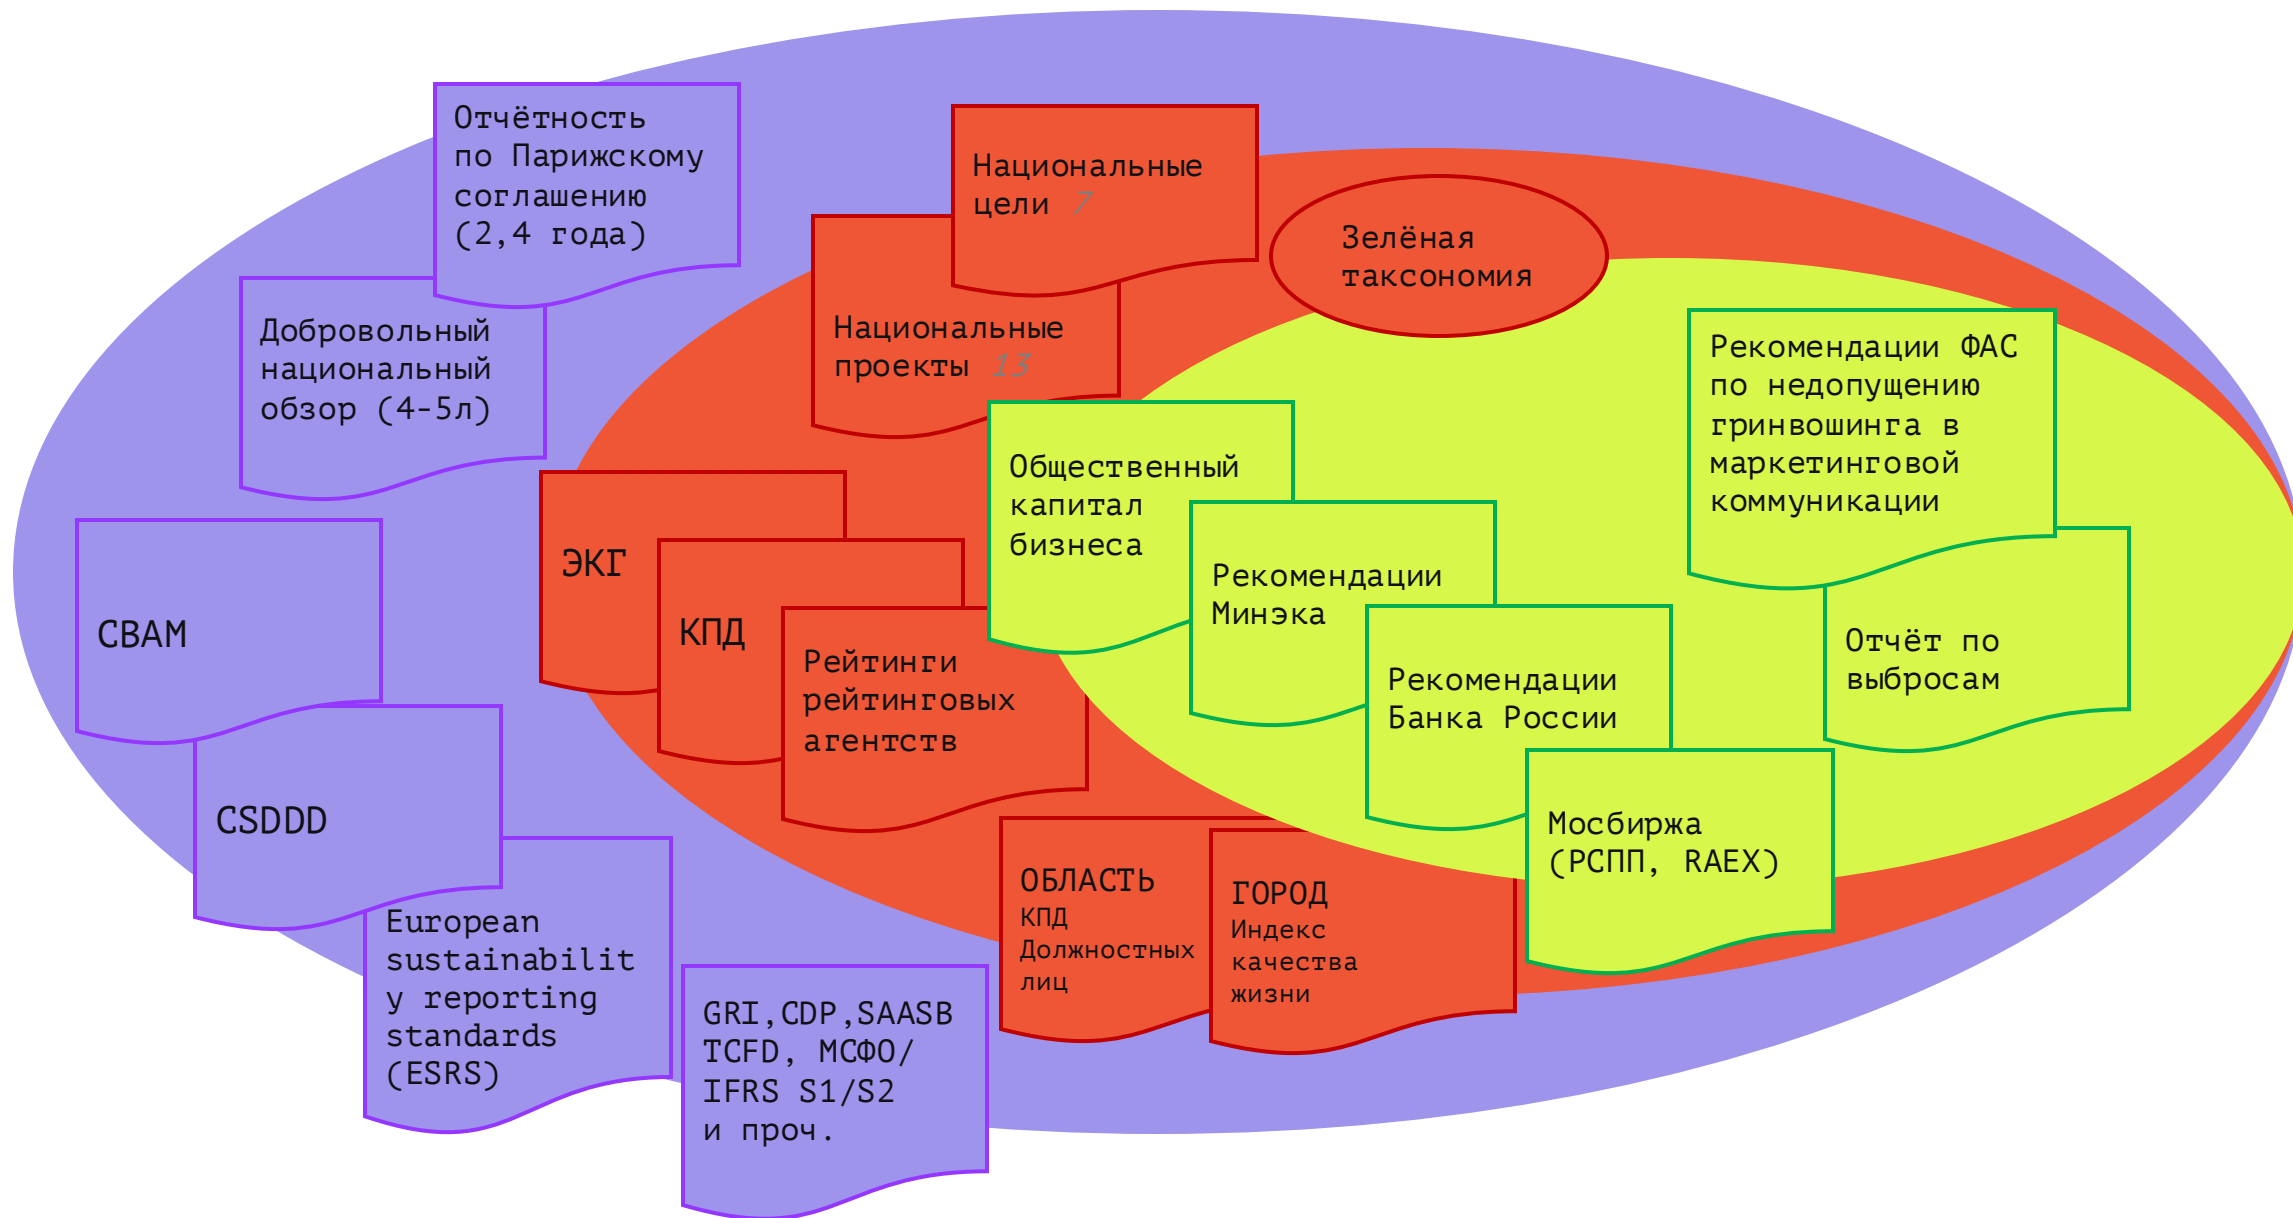 Отчётность
по Парижскому
соглашению
(2,4 года)
Добровольный
национальный
обзор (4-5л)
CBAM
CSDDD
European
sustainabilit
y reporting
standards
(ESRS)
GRI,CDP,SAASB
TCFD, МСФО/
IFRS S1/S2
и проч.
Национальные
цели 7
Национальные
проекты 13
Зелёная
таксономия
ЭКГ
КПД
Рейтинги
рейтинговых
агентств
ОБЛАСТЬ
КПД
Должностных
лиц
ГОРОД
Индекс
качества
жизни
Общественный
капитал
бизнеса
Рекомендации
Минэка
Рекомендации
Банка России
Мосбиржа
(РСПП, RAEX)
Рекомендации ФАС
по недопущению
гринвошинга в
маркетинговой
коммуникации
Отчёт по
выбросам